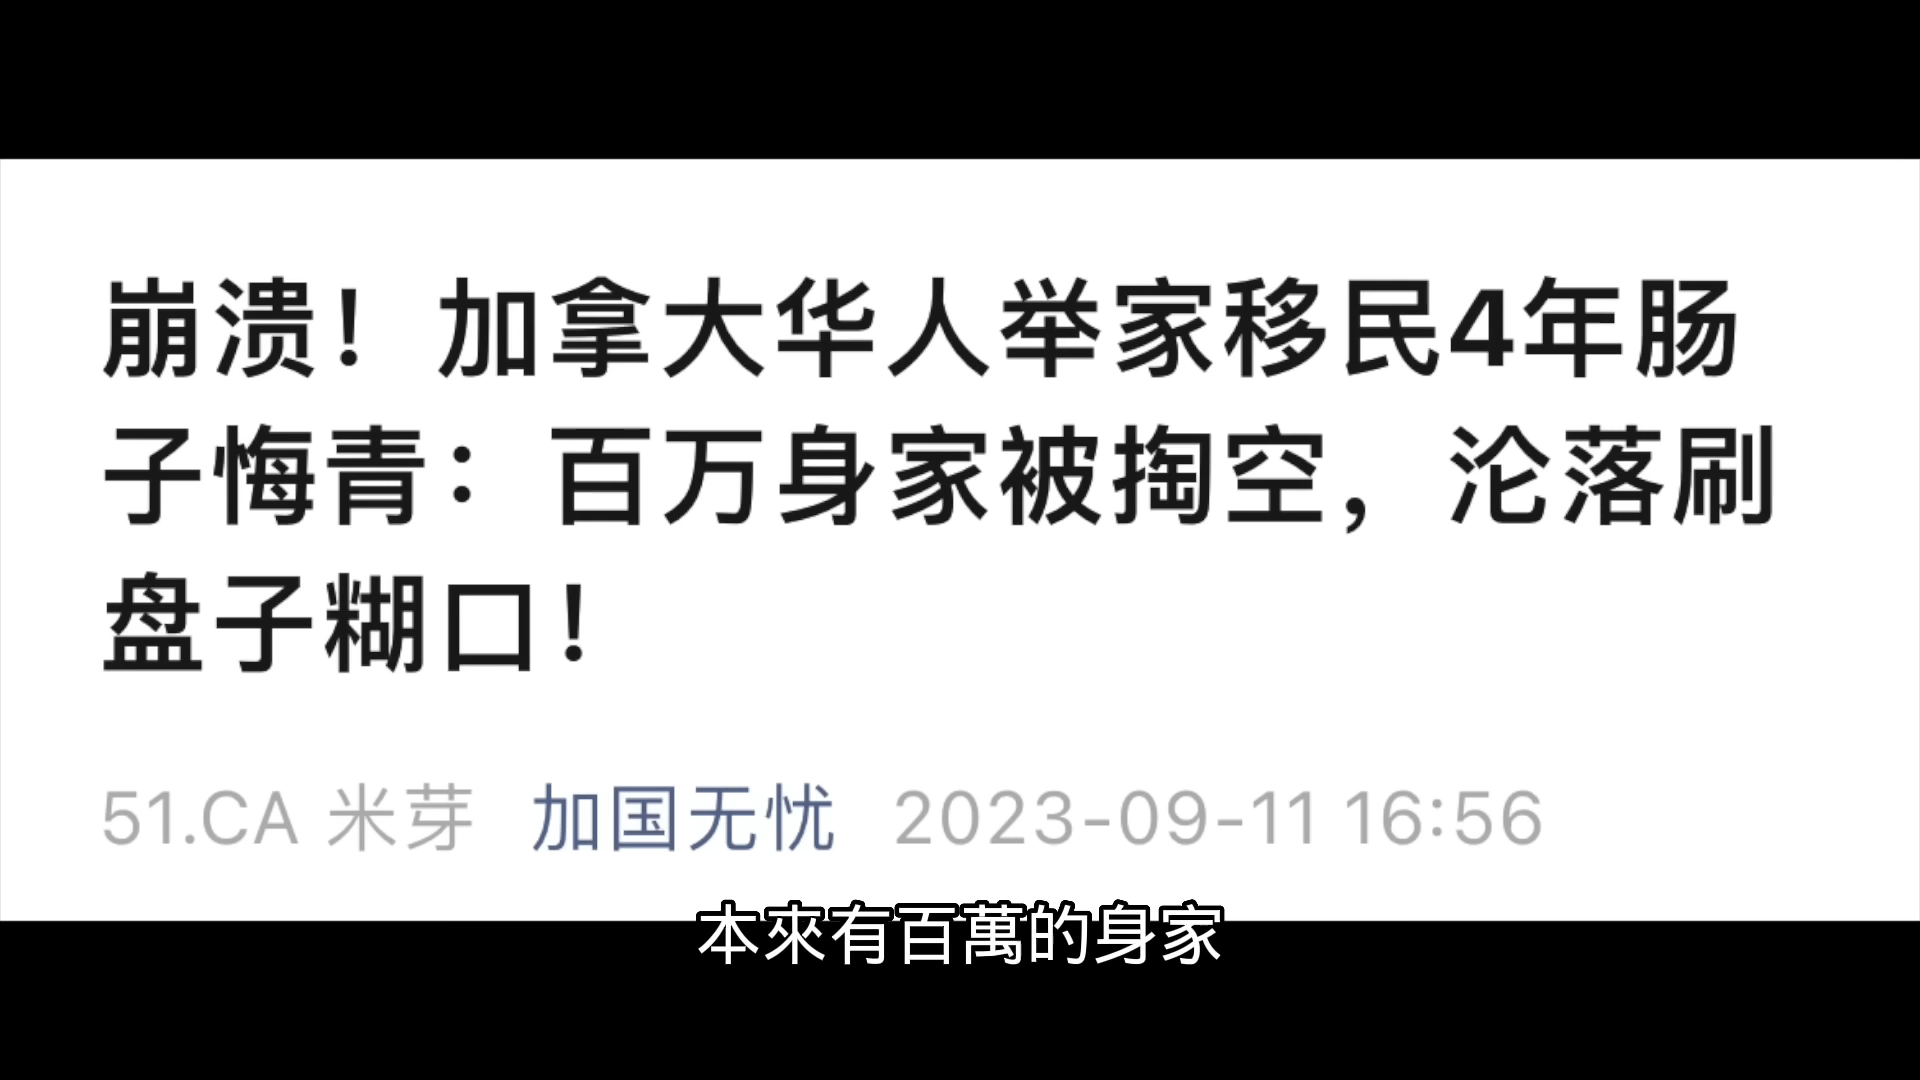 崩溃！加拿大华人举家移民4年肠
子悔青：百万身家被掏空，沦落刷
盘子糊口！
51.CA 米芽 加国无忧 2023-09-11 16:56
本來有百萬的身家